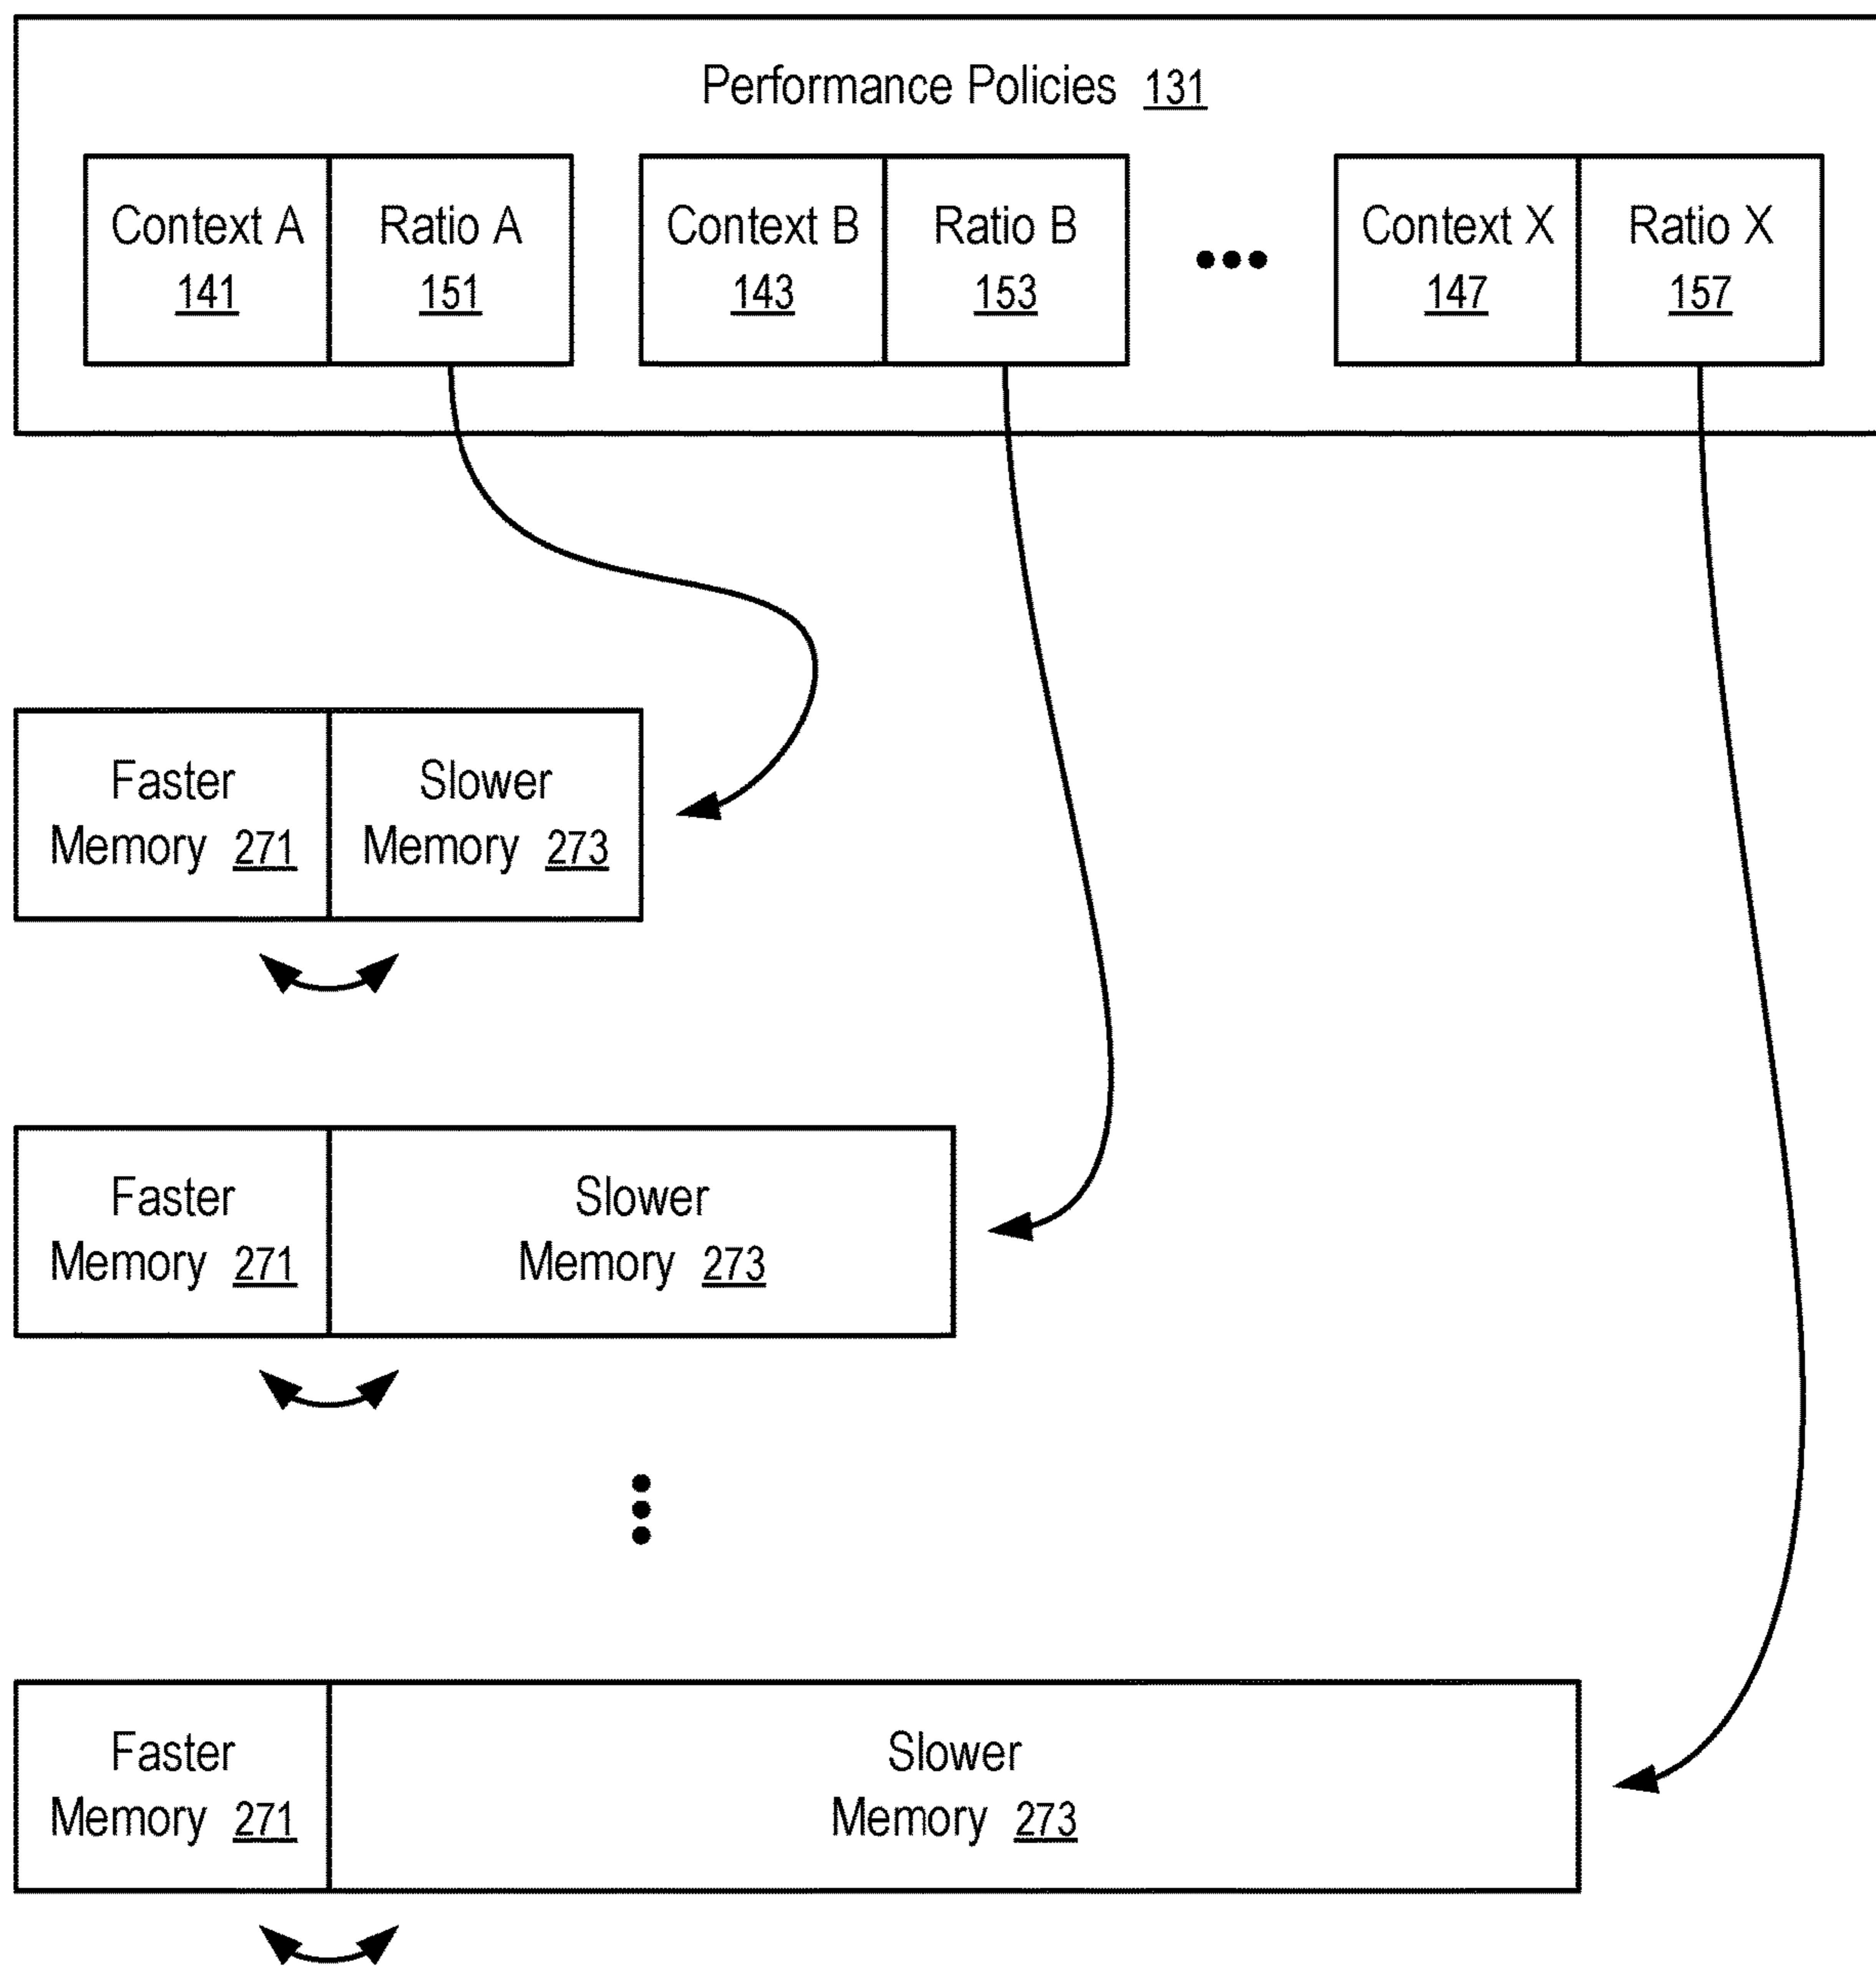 Performance Policies 131
Context A Ratio A Context B Ratio B Context X Ratio X
141 151 143 153 147 157
Faster Slower
Memory 271 Memory 273
Faster Slower
Memory 271 Memory 273
Faster Slower
Memory 271 Memory 273